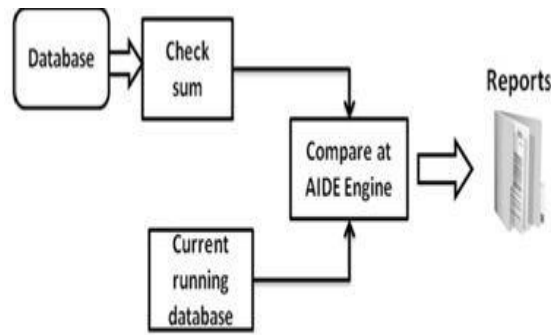 Database
Check
sum
Reports
Compare at
AIDE Engine
Current
running
database